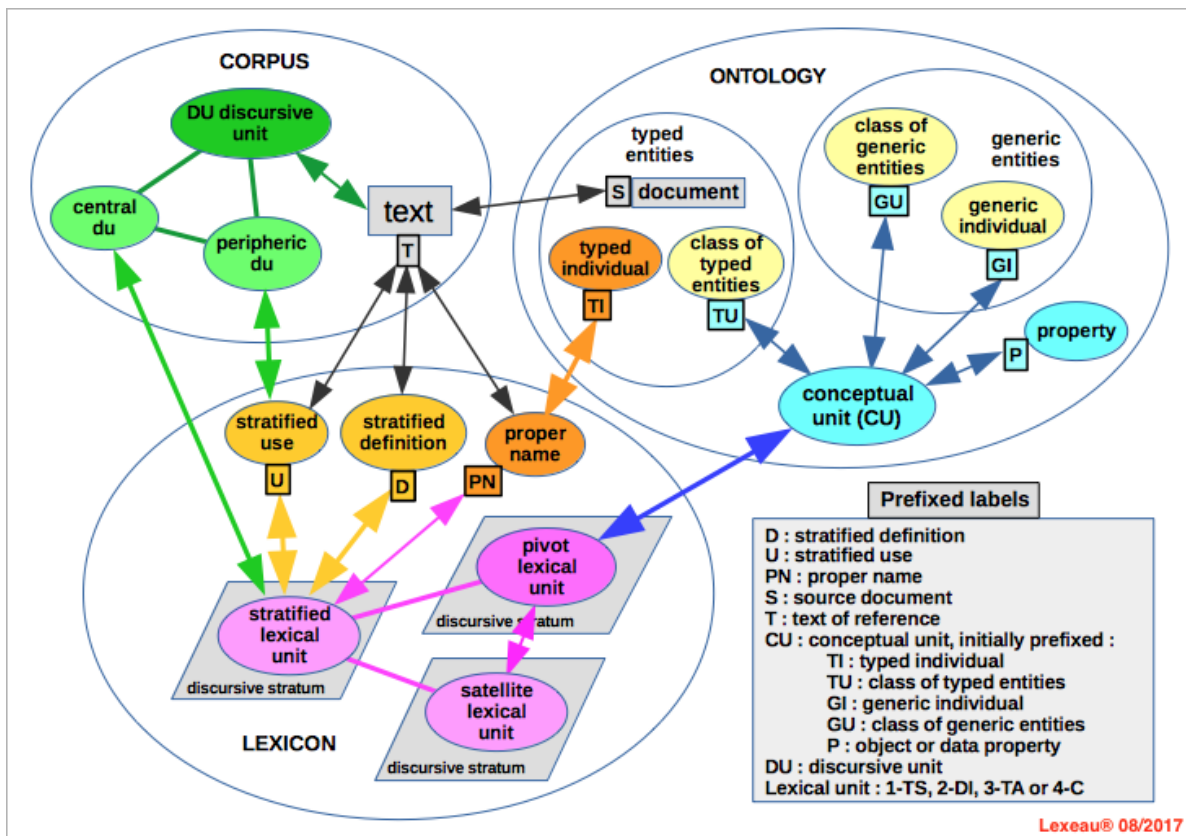 CORPUS
DU discursive
unit
central
du
peripheric
du
text
T
ONTOLOGY
typed
entities
S
document
typed
individual
TI
class of
typed
entities
TU
class of
generic
entities
GU
generic
entities
generic
individual
GI
P
property
conceptual
unit (CU)
stratified
use
U
stratified
definition
D
proper
name
PN
pivot
lexical
unit
discursive stratum
stratified
lexical
unit
discursive stratum
satellite
lexical
unit
discursive stratum
LEXICON
Prefixed labels
D : stratified definition
U : stratified use
PN : proper name
S : source document
T : text of reference
CU : conceptual unit, initially prefixed :
TI : typed individual
TU : class of typed entities
GI : generic individual
GU : class of generic entities
P : object or data property
DU : discursive unit
Lexical unit : 1-TS, 2-DI, 3-TA or 4-C
Lexeau® 08/2017